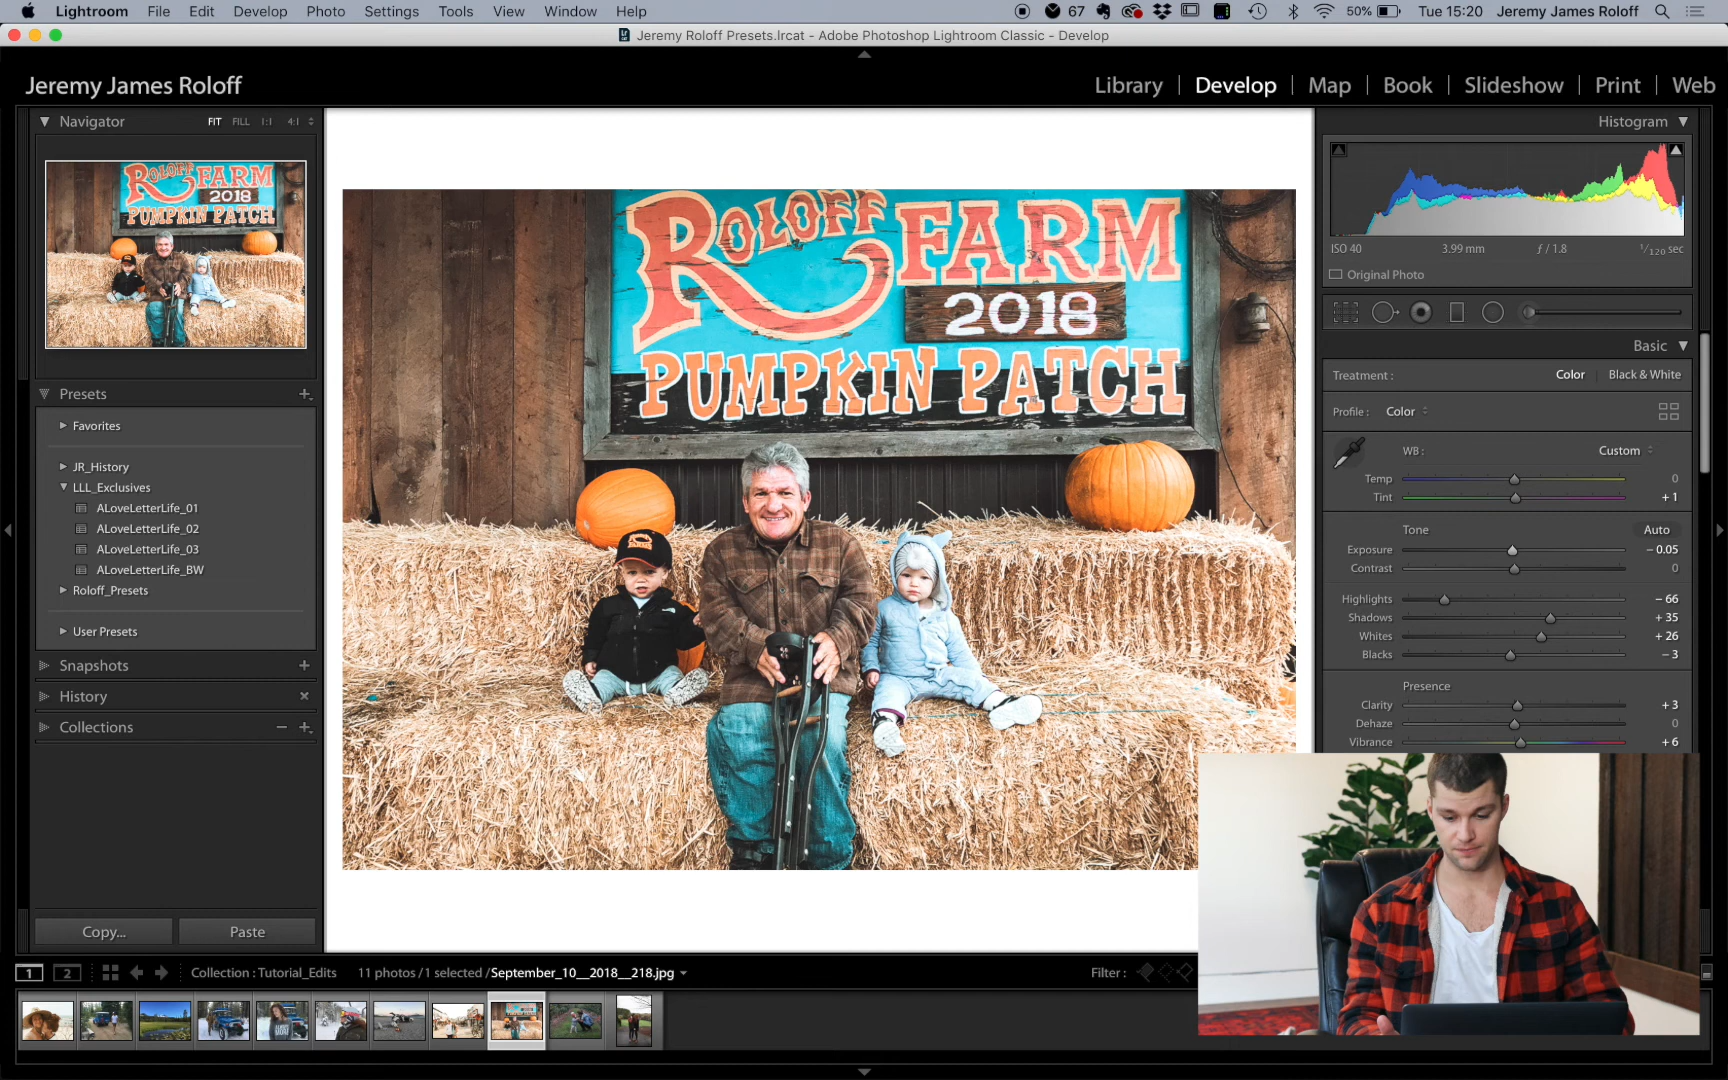 Lightroom File Edit Develop Photo Settings Tools View Window Help 67 50% Tue 15:20 Jeremy James Roloff
Jeremy Roloff Presets.lrcat - Adobe Photoshop Lightroom Classic - Develop
Jeremy James Roloff
Library | Develop | Map | Book | Slideshow | Print | Web
Navigator FIT FILL 1:1 4:1
ROLOFF FARM
2018
PUMPKIN PATCH
Presets
Favorites
JR_History
LLL_Exclusives
ALoveLetterLife_01
ALoveLetterLife_02
ALoveLetterLife_03
ALoveLetterLife_BW
Roloff_Presets
User Presets
Snapshots
History
Collections
Copy...
Paste
ROLOFF FARM
2018
PUMPKIN PATCH
Histogram
ISO 40 3.99 mm f / 1.8 1/120 sec
Original Photo
Basic
Treatment : Color Black & White
Profile : Color
WB : Custom
Temp 0
Tint + 1
Tone Auto
Exposure − 0.05
Contrast 0
Highlights − 66
Shadows + 35
Whites + 26
Blacks − 3
Presence
Clarity + 3
Dehaze 0
Vibrance + 6
1 2 Collection : Tutorial_Edits 11 photos / 1 selected / September_10__2018__218.jpg Filter :